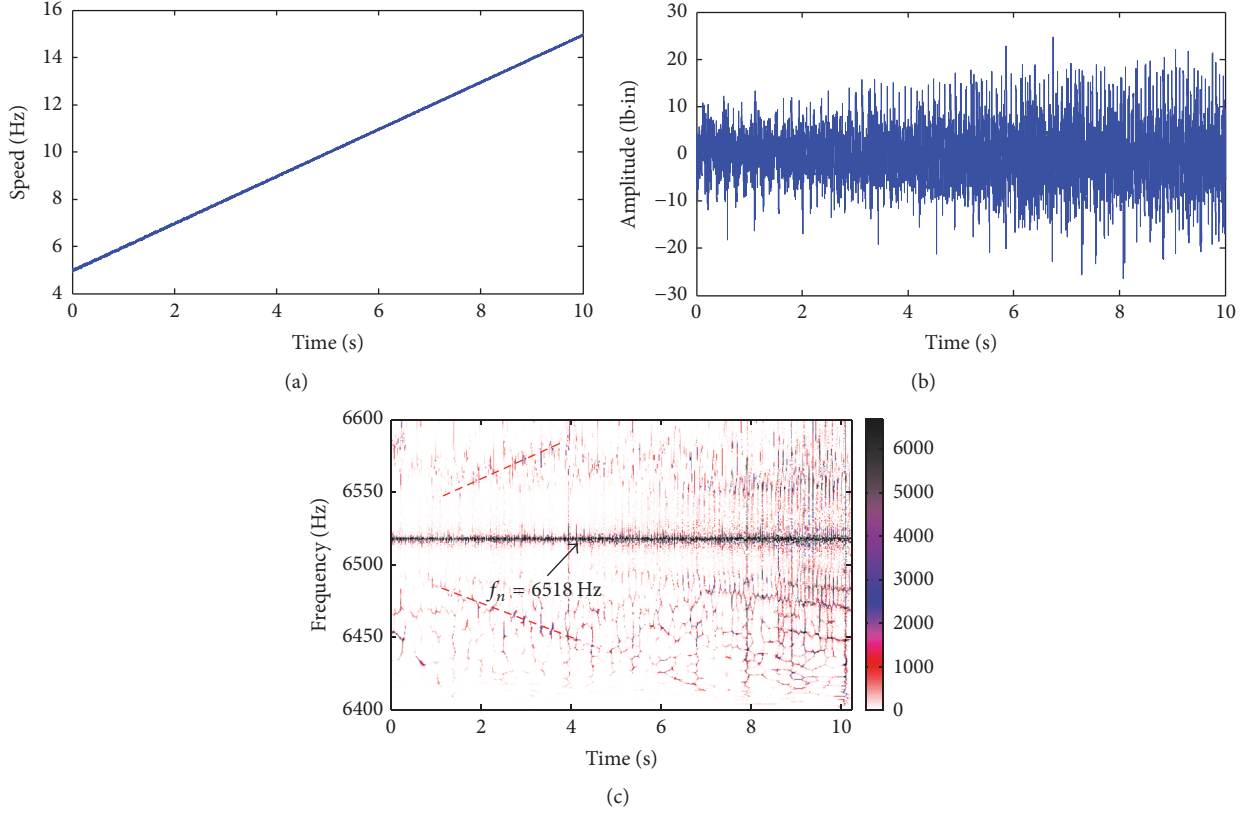 16
14
12
10
8
6
4
Speed (Hz)
0 2 4 6 8 10
Time (s)
(a)
30
20
10
0
−10
−20
−30
Amplitude (lb·in)
0 2 4 6 8 10
Time (s)
(b)
6600
6550
6500
6450
6400
Frequency (Hz)
f_n = 6518 Hz
0 2 4 6 8 10
Time (s)
6000
5000
4000
3000
2000
1000
0
(c)